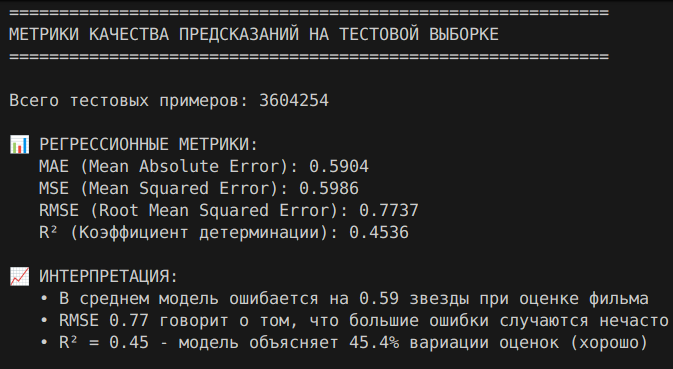 ============================================================
МЕТРИКИ КАЧЕСТВА ПРЕДСКАЗАНИЙ НА ТЕСТОВОЙ ВЫБОРКЕ
============================================================
Всего тестовых примеров: 3604254
📊 РЕГРЕССИОННЫЕ МЕТРИКИ:
MAE (Mean Absolute Error): 0.5904
MSE (Mean Squared Error): 0.5986
RMSE (Root Mean Squared Error): 0.7737
R² (Коэффициент детерминации): 0.4536
📈 ИНТЕРПРЕТАЦИЯ:
• В среднем модель ошибается на 0.59 звезды при оценке фильма
• RMSE 0.77 говорит о том, что большие ошибки случаются нечасто
• R² = 0.45 - модель объясняет 45.4% вариации оценок (хорошо)